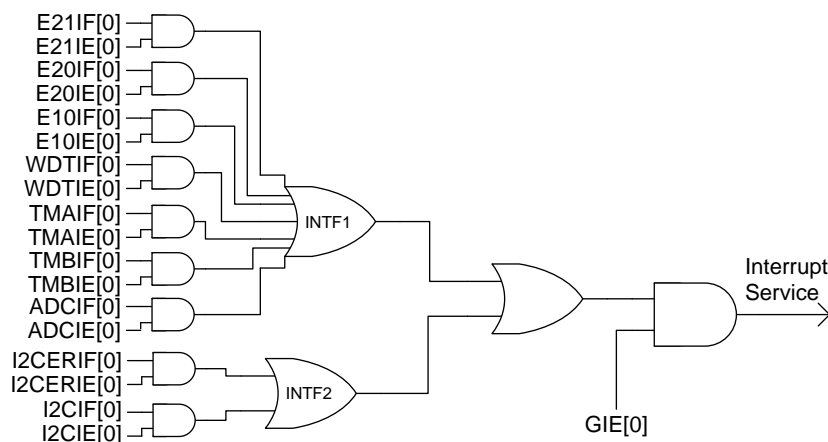 E21IF[0]
E21IE[0]
E20IF[0]
E20IE[0]
E10IF[0]
E10IE[0]
WDTIF[0]
WDTIE[0]
TMAIF[0]
TMAIE[0]
TMBIF[0]
TMBIE[0]
ADCIF[0]
ADCIE[0]
INTF1
I2CERIF[0]
I2CERIE[0]
I2CIF[0]
I2CIE[0]
INTF2
Interrupt
Service
GIE[0]